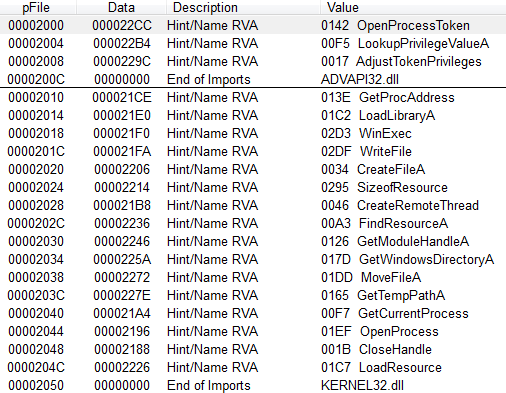 pFile Data Description Value
00002000 000022CC Hint/Name RVA 0142 OpenProcessToken
00002004 000022B4 Hint/Name RVA 00F5 LookupPrivilegeValueA
00002008 0000229C Hint/Name RVA 0017 AdjustTokenPrivileges
0000200C 00000000 End of Imports ADVAPI32.dll
00002010 000021CE Hint/Name RVA 013E GetProcAddress
00002014 000021E0 Hint/Name RVA 01C2 LoadLibraryA
00002018 000021F0 Hint/Name RVA 02D3 WinExec
0000201C 000021FA Hint/Name RVA 02DF WriteFile
00002020 00002206 Hint/Name RVA 0034 CreateFileA
00002024 00002214 Hint/Name RVA 0295 SizeofResource
00002028 000021B8 Hint/Name RVA 0046 CreateRemoteThread
0000202C 00002236 Hint/Name RVA 00A3 FindResourceA
00002030 00002246 Hint/Name RVA 0126 GetModuleHandleA
00002034 0000225A Hint/Name RVA 017D GetWindowsDirectoryA
00002038 00002272 Hint/Name RVA 01DD MoveFileA
0000203C 0000227E Hint/Name RVA 0165 GetTempPathA
00002040 000021A4 Hint/Name RVA 00F7 GetCurrentProcess
00002044 00002196 Hint/Name RVA 01EF OpenProcess
00002048 00002188 Hint/Name RVA 001B CloseHandle
0000204C 00002226 Hint/Name RVA 01C7 LoadResource
00002050 00000000 End of Imports KERNEL32.dll